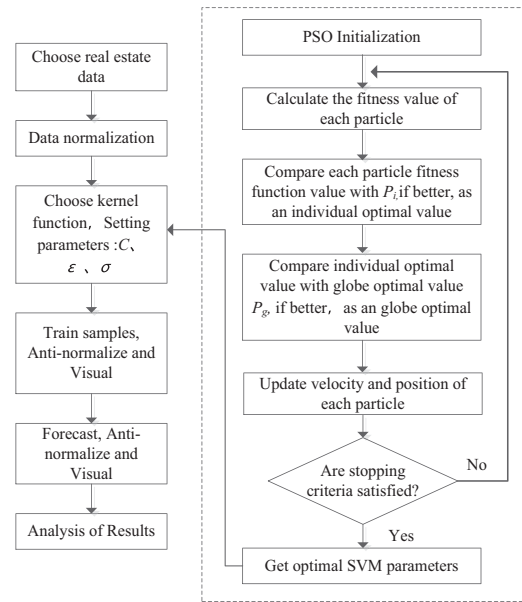 Choose real estate
data
Data normalization
Choose kernel
function, Setting
parameters :C、
ε 、 σ
Train samples,
Anti-normalize and
Visual
Forecast, Anti-
normalize and
Visual
Analysis of Results
PSO Initialization
Calculate the fitness value of
each particle
Compare each particle fitness
function value with Pi,if better, as
an individual optimal value
Compare individual optimal
value with globe optimal value
Pg, if better, as an globe optimal
value
Update velocity and position of
each particle
Are stopping
criteria satisfied?
No
Yes
Get optimal SVM parameters